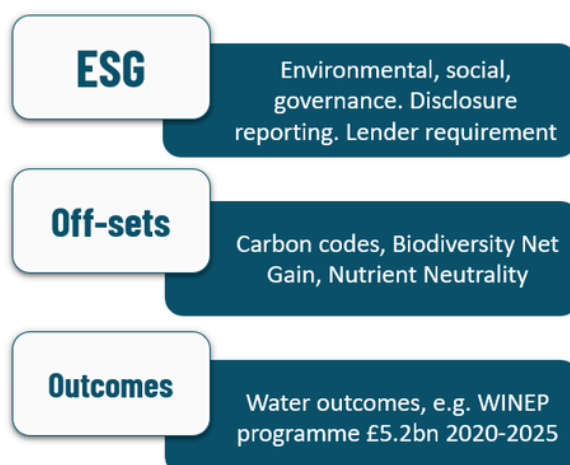 ESG
Environmental, social,
governance. Disclosure
reporting. Lender requirement
Off-sets
Carbon codes, Biodiversity Net
Gain, Nutrient Neutrality
Outcomes
Water outcomes, e.g. WINEP
programme £5.2bn 2020-2025